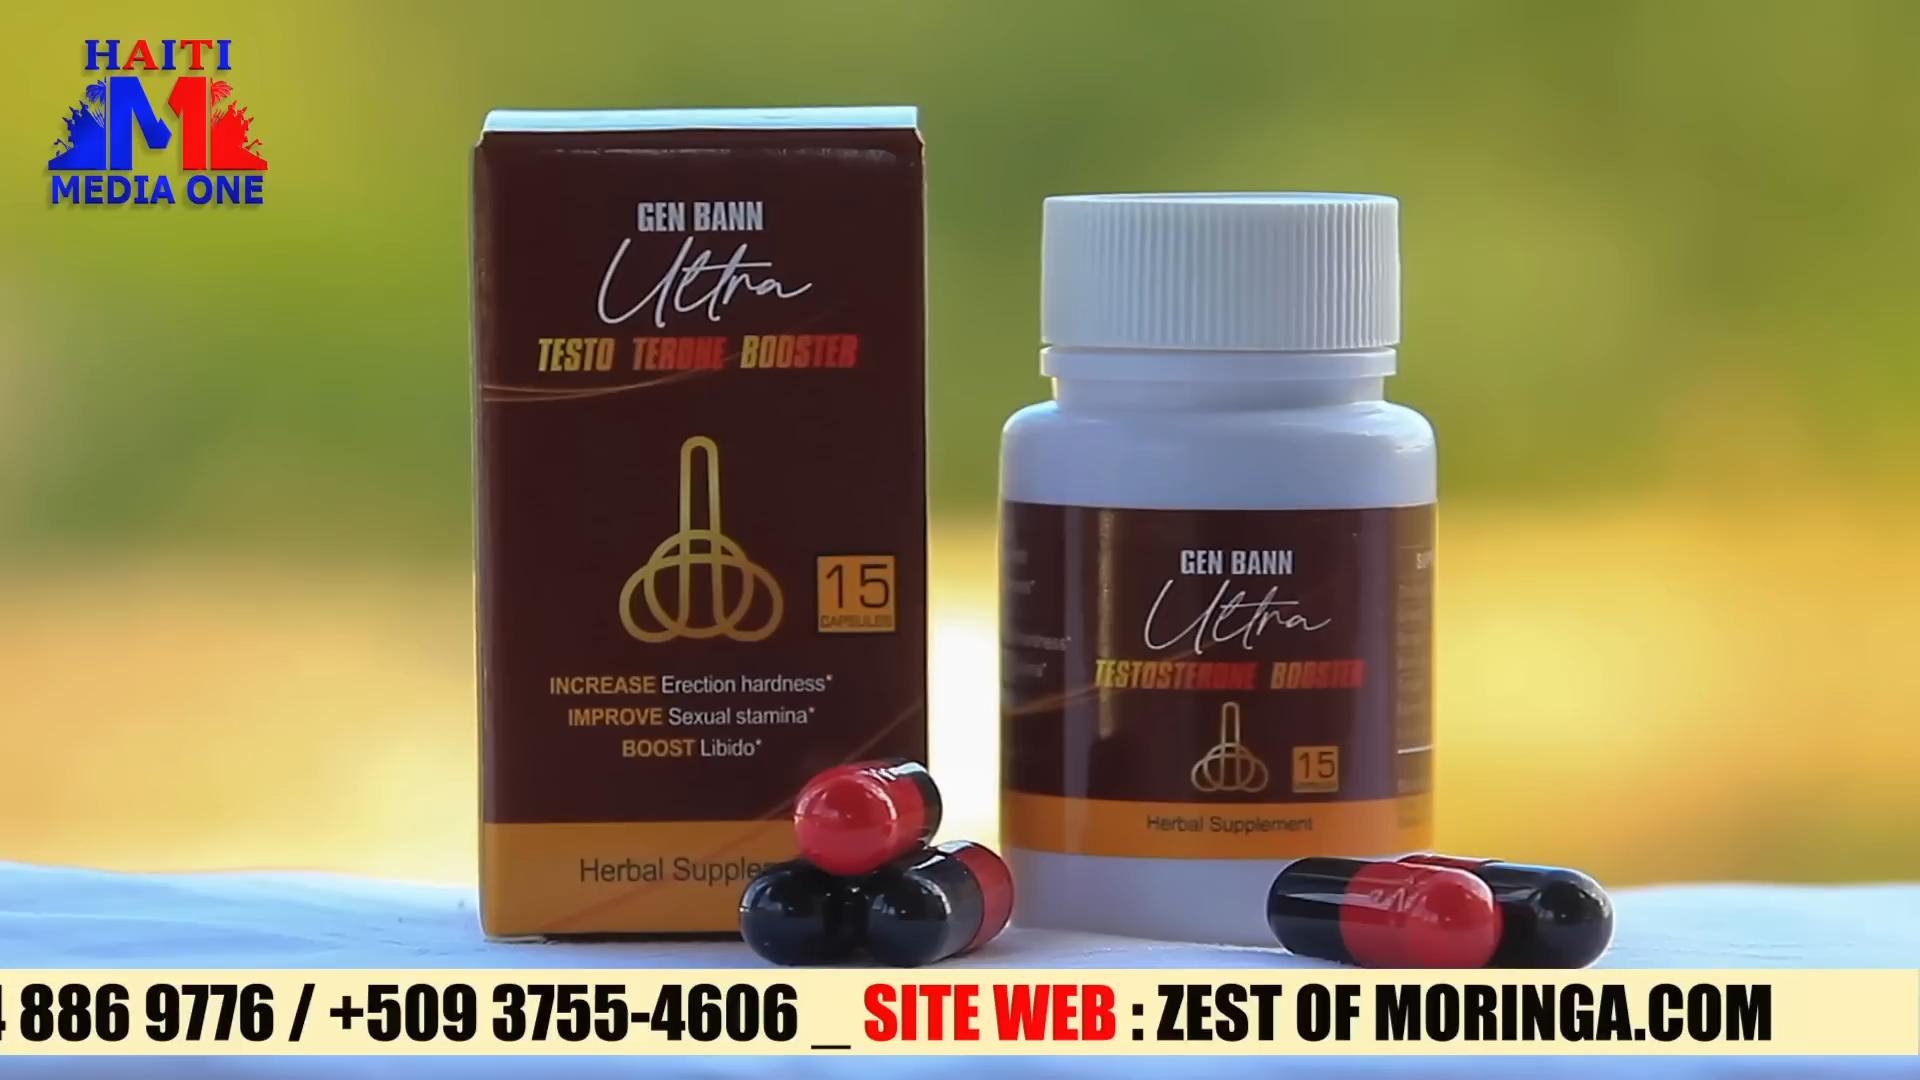 HAITI
M1
MEDIA ONE
GEN BANN
Ultra
TESTO TERONE BOOSTER
15
CAPSULES
INCREASE Erection hardness*
IMPROVE Sexual stamina*
BOOST Libido*
Herbal
GEN BANN
Ultra
TESTOSTERONE BOOSTER
15
Herbal Supplement
886 9776 / +509 3755-4606 _ SITE WEB : ZEST OF MORINGA.COM